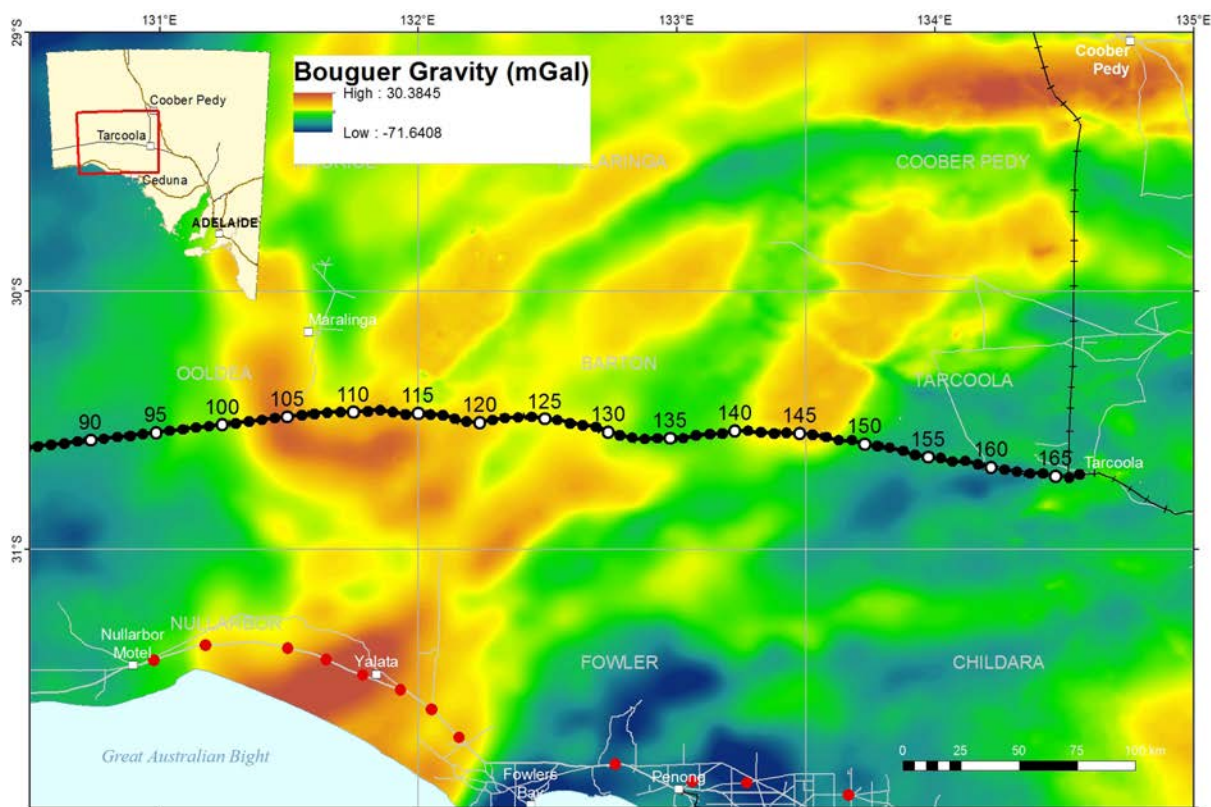 131°E
132°E
133°E
134°E
135°E
29°S
Bouguer Gravity (mGal)
High : 30.3845
Low : -71.6408
Coober Pedy
Tarcoola
Ceduna
ADELAIDE
Coober
Pedy
COOBER PEDY
30°S
Maralinga
OOLDEA
BARTON
TARCOOLA
90
95
100
105
110
115
120
125
130
135
140
145
150
155
160
165
Tarcoola
31°S
NULLARBOR
Nullarbor
Motel
Yalata
FOWLER
CHILDARA
Great Australian Bight
Fowlers
Bay
Penong
0
25
50
75
100 km